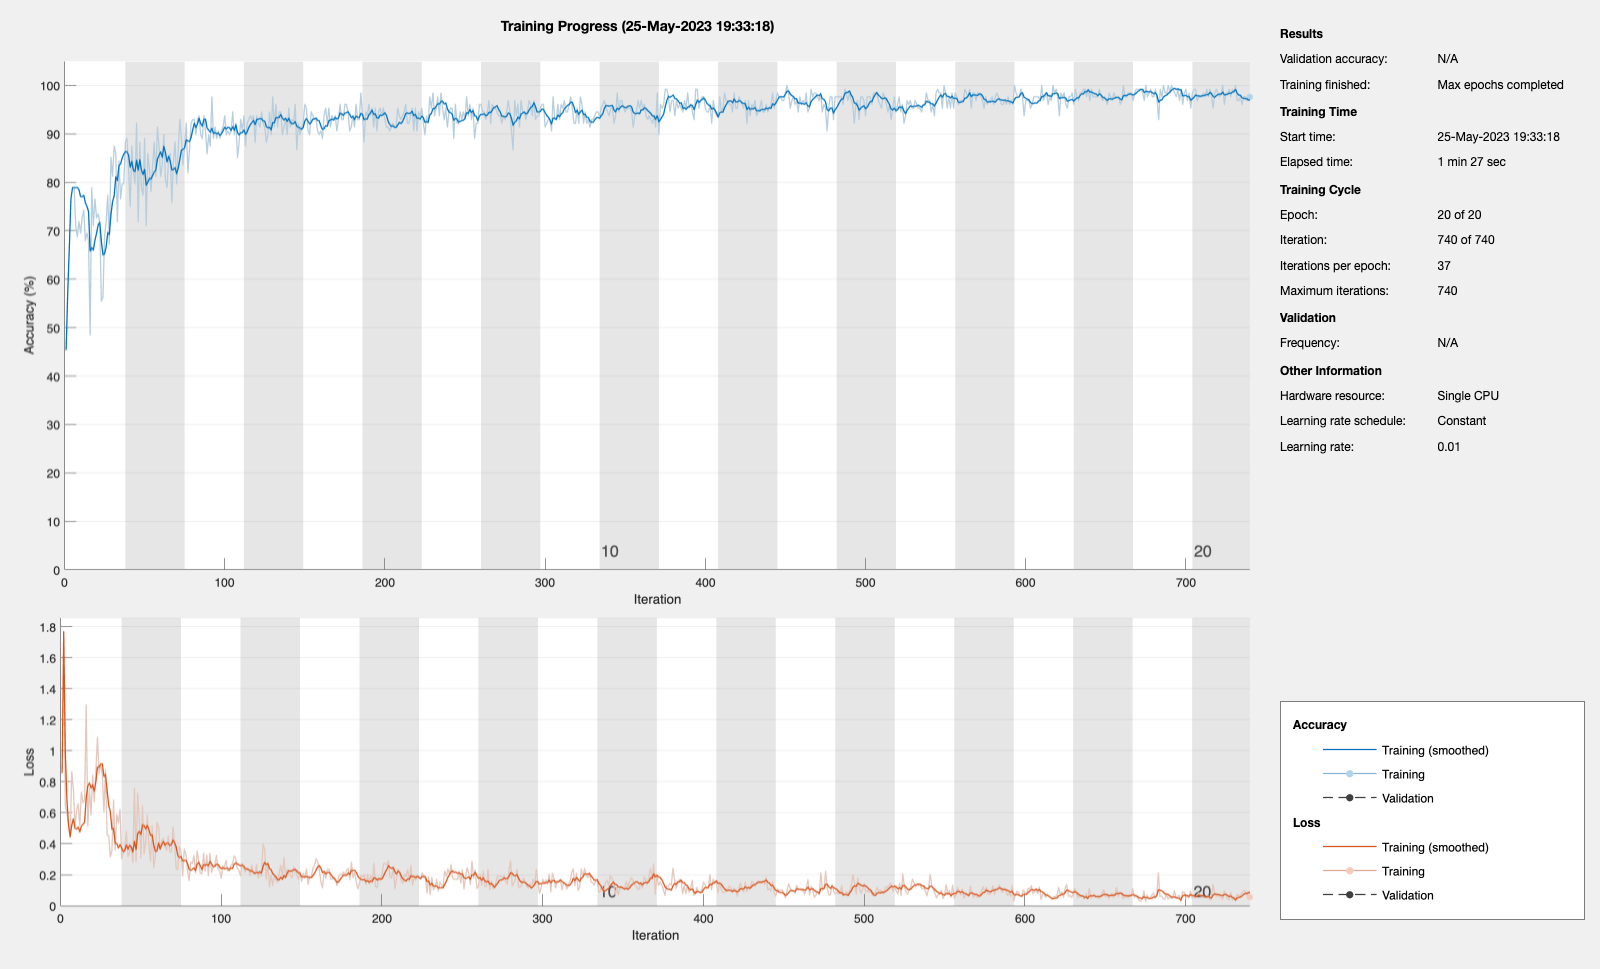 Training Progress (25-May-2023 19:33:18)
100
90
80
70
60
50
40
30
20
10
0
Accuracy (%)
10
20
0
100
200
300
400
500
600
700
Iteration
1.8
1.6
1.4
1.2
1
0.8
0.6
0.4
0.2
0
Loss
10
20
0
100
200
300
400
500
600
700
Iteration
Results
Validation accuracy: N/A
Training finished: Max epochs completed
Training Time
Start time: 25-May-2023 19:33:18
Elapsed time: 1 min 27 sec
Training Cycle
Epoch: 20 of 20
Iteration: 740 of 740
Iterations per epoch: 37
Maximum iterations: 740
Validation
Frequency: N/A
Other Information
Hardware resource: Single CPU
Learning rate schedule: Constant
Learning rate: 0.01
Accuracy
Training (smoothed)
Training
Validation
Loss
Training (smoothed)
Training
Validation